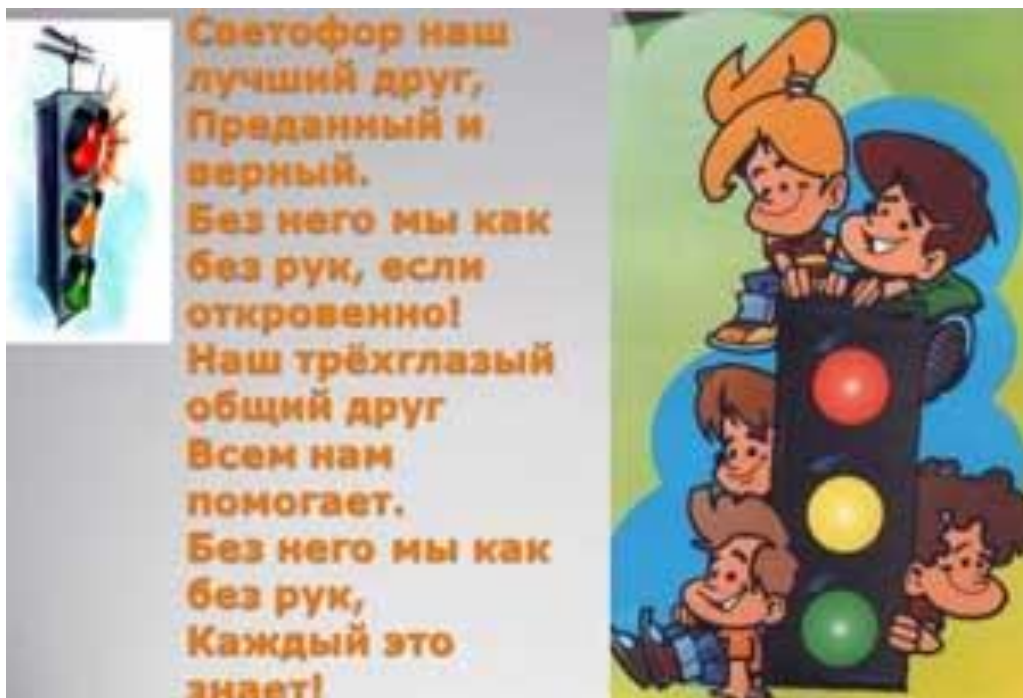 Светофор наш
лучший друг,
Преданный и
верный.
Без него мы как
без рук, если
откровенно!
Наш трёхглазый
общий друг
Всем нам
помогает.
Без него мы как
без рук,
Каждый это
знает!